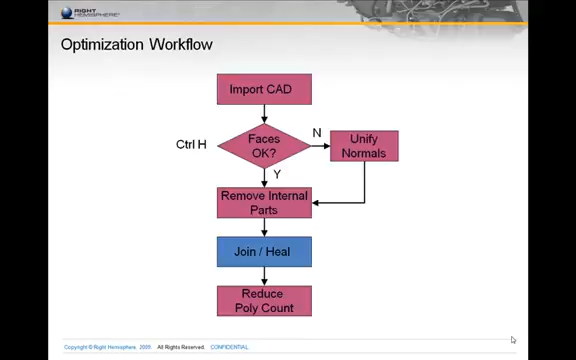 RIGHT
HEMISPHERE
Optimization Workflow
Import CAD
Ctrl H
Faces
OK?
N
Unify
Normals
Y
Remove Internal
Parts
Join / Heal
Reduce
Poly Count
Copyright © Right Hemisphere, 2009. All Rights Reserved. CONFIDENTIAL